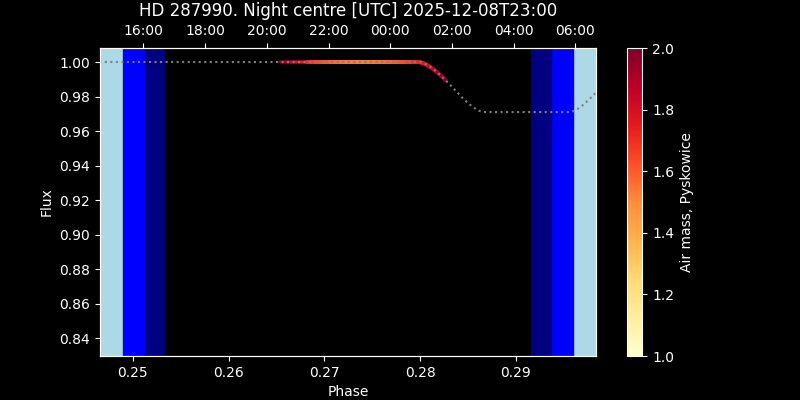 HD 287990. Night centre [UTC] 2025-12-08T23:00
16:00 18:00 20:00 22:00 00:00 02:00 04:00 06:00
1.00
0.98
0.96
0.94
0.92
0.90
0.88
0.86
0.84
Flux
0.25 0.26 0.27 0.28 0.29
Phase
2.0
1.8
1.6
1.4
1.2
1.0
Air mass, Pyskowice